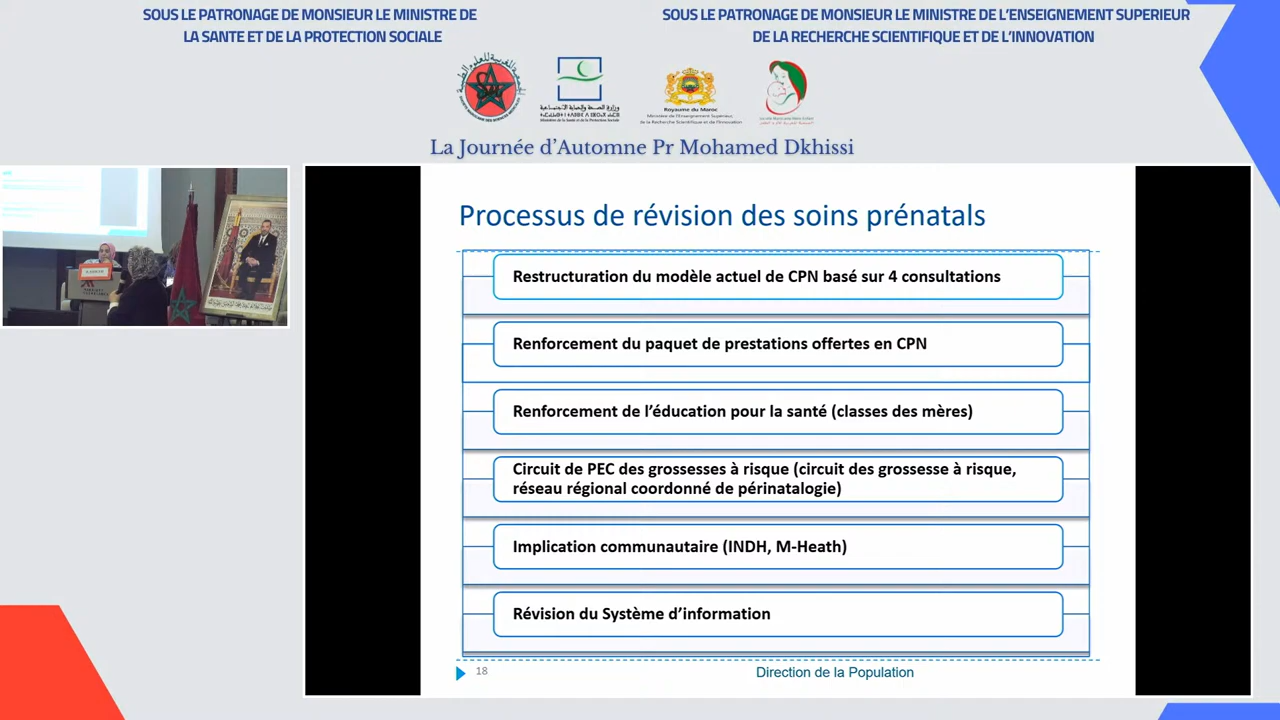 SOUS LE PATRONAGE DE MONSIEUR LE MINISTRE DE
LA SANTE ET DE LA PROTECTION SOCIALE
SOUS LE PATRONAGE DE MONSIEUR LE MINISTRE DE L'ENSEIGNEMENT SUPERIEUR
DE LA RECHERCHE SCIENTIFIQUE ET DE L'INNOVATION
Royaume du Maroc
La Journée d'Automne Pr Mohamed Dkhissi
Processus de révision des soins prénatals
Restructuration du modèle actuel de CPN basé sur 4 consultations
Renforcement du paquet de prestations offertes en CPN
Renforcement de l'éducation pour la santé (classes des mères)
Circuit de PEC des grossesses à risque (circuit des grossesse à risque,
réseau régional coordonné de périnatalogie)
Implication communautaire (INDH, M-Heath)
Révision du Système d'information
18
Direction de la Population